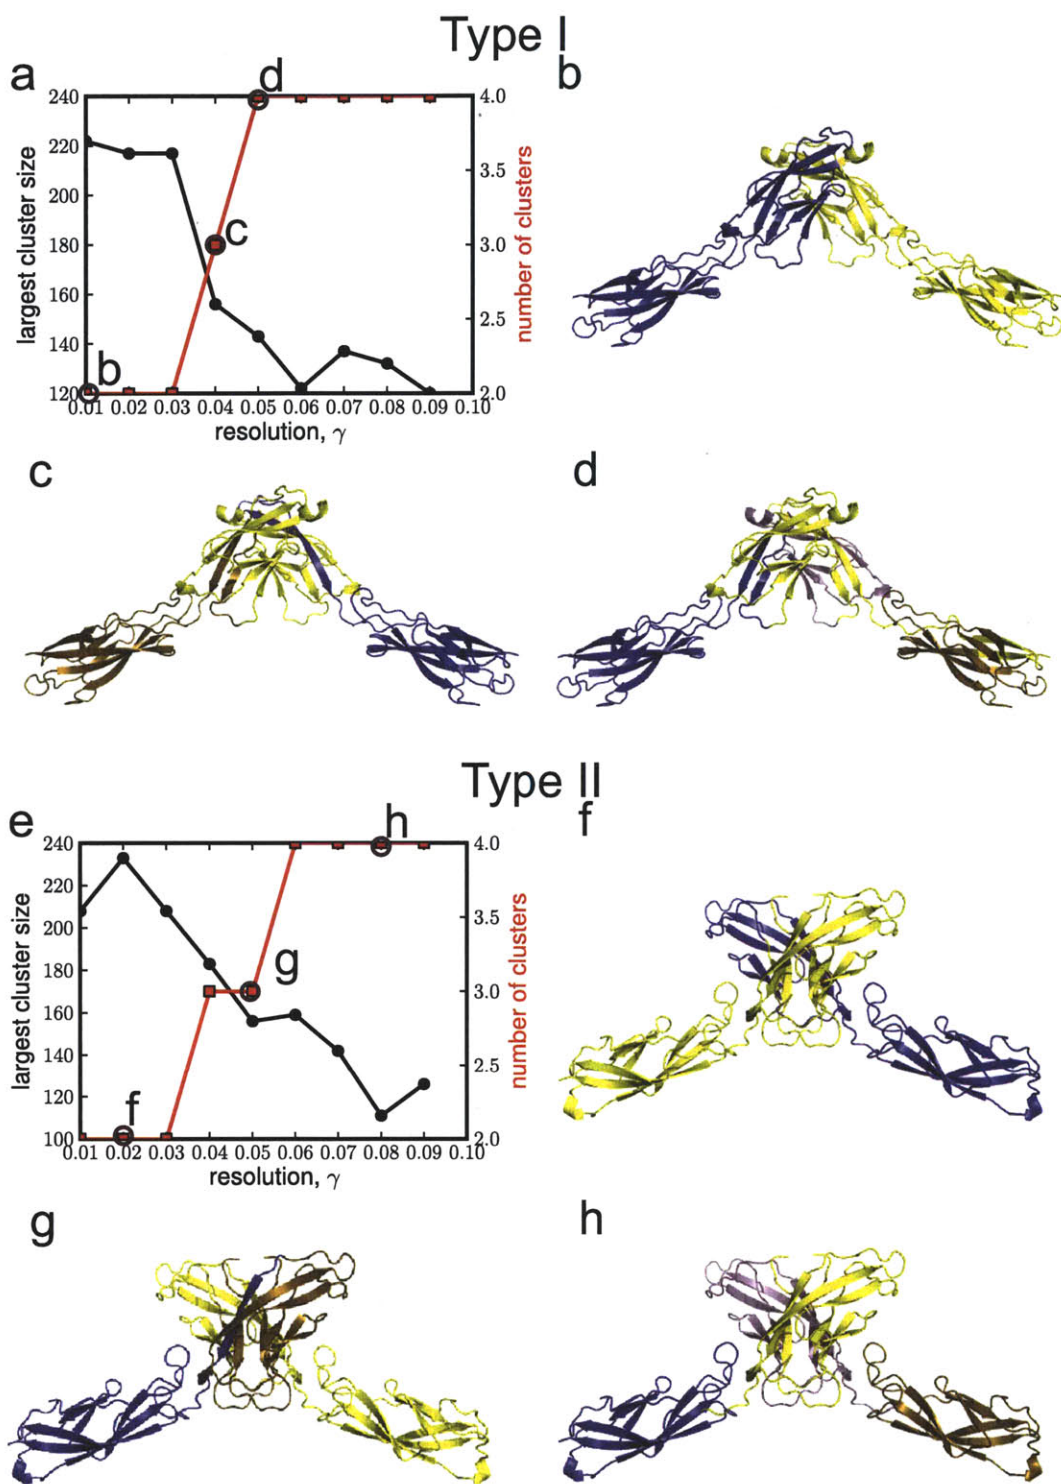 Type I
a
b
d
240
220
200
180
160
140
120
largest cluster size
4.0
3.5
3.0
2.5
2.0
number of clusters
c
b
0.01 0.02 0.03 0.04 0.05 0.06 0.07 0.08 0.09 0.10
resolution, γ
c
d
Type II
e
f
h
240
220
200
180
160
140
120
100
largest cluster size
4.0
3.5
3.0
2.5
2.0
number of clusters
g
f
0.01 0.02 0.03 0.04 0.05 0.06 0.07 0.08 0.09 0.10
resolution, γ
g
h